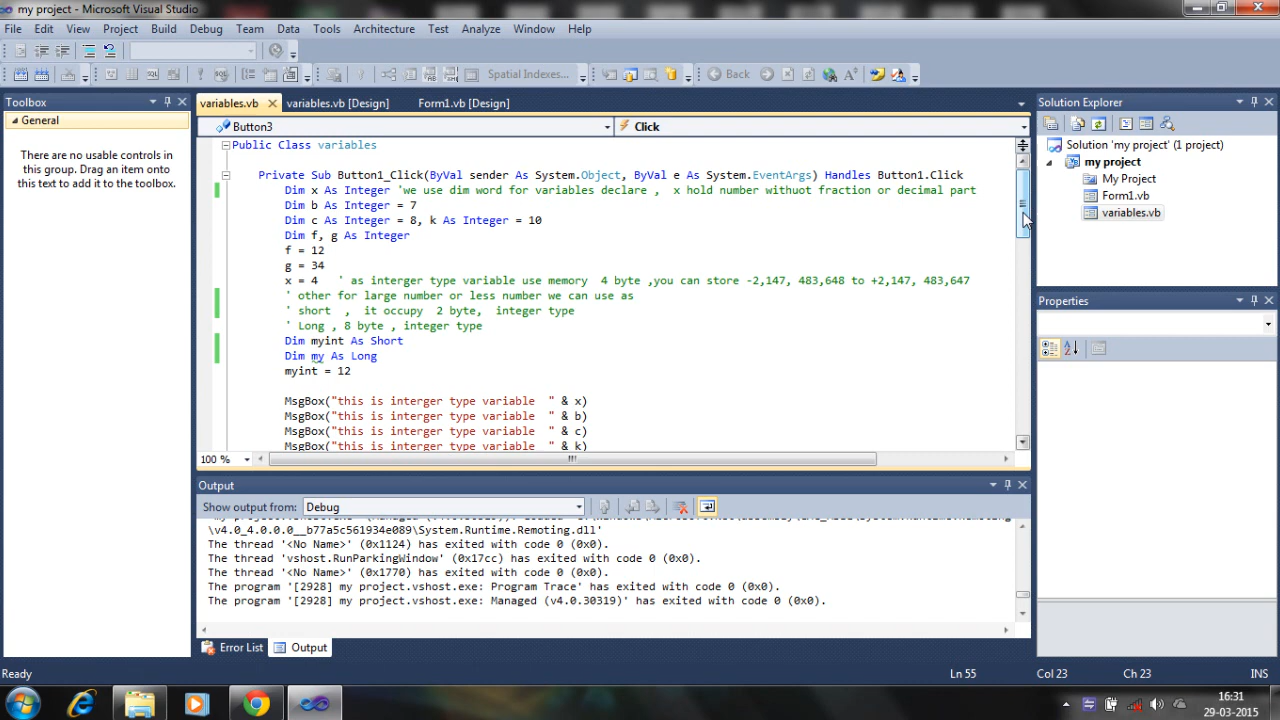 my project - Microsoft Visual Studio
File Edit View Project Build Debug Team Data Tools Architecture Test Analyze Window Help
Spatial Indexes... Back
Toolbox
General
There are no usable controls in
this group. Drag an item onto
this text to add it to the toolbox.
variables.vb variables.vb [Design] Form1.vb [Design]
Button3 Click
Public Class variables
Private Sub Button1_Click(ByVal sender As System.Object, ByVal e As System.EventArgs) Handles Button1.Click
Dim x As Integer 'we use dim word for variables declare , x hold number withuot fraction or decimal part
Dim b As Integer = 7
Dim c As Integer = 8, k As Integer = 10
Dim f, g As Integer
f = 12
g = 34
x = 4 ' as interger type variable use memory 4 byte ,you can store -2,147, 483,648 to +2,147, 483,647
' other for large number or less number we can use as
' short , it occupy 2 byte, integer type
' Long , 8 byte , integer type
Dim myint As Short
Dim my As Long
myint = 12
MsgBox("this is interger type variable " & x)
MsgBox("this is interger type variable " & b)
MsgBox("this is interger type variable " & c)
MsgBox("this is interger type variable " & k)
100 %
Output
Show output from: Debug
\v4.0_4.0.0.0__b77a5c561934e089\System.Runtime.Remoting.dll'
The thread '<No Name>' (0x1124) has exited with code 0 (0x0).
The thread 'vshost.RunParkingWindow' (0x17cc) has exited with code 0 (0x0).
The thread '<No Name>' (0x1770) has exited with code 0 (0x0).
The program '[2928] my project.vshost.exe: Program Trace' has exited with code 0 (0x0).
The program '[2928] my project.vshost.exe: Managed (v4.0.30319)' has exited with code 0 (0x0).
Error List Output
Solution Explorer
Solution 'my project' (1 project)
my project
My Project
Form1.vb
variables.vb
Properties
Ready Ln 55 Col 23 Ch 23 INS
16:31
29-03-2015